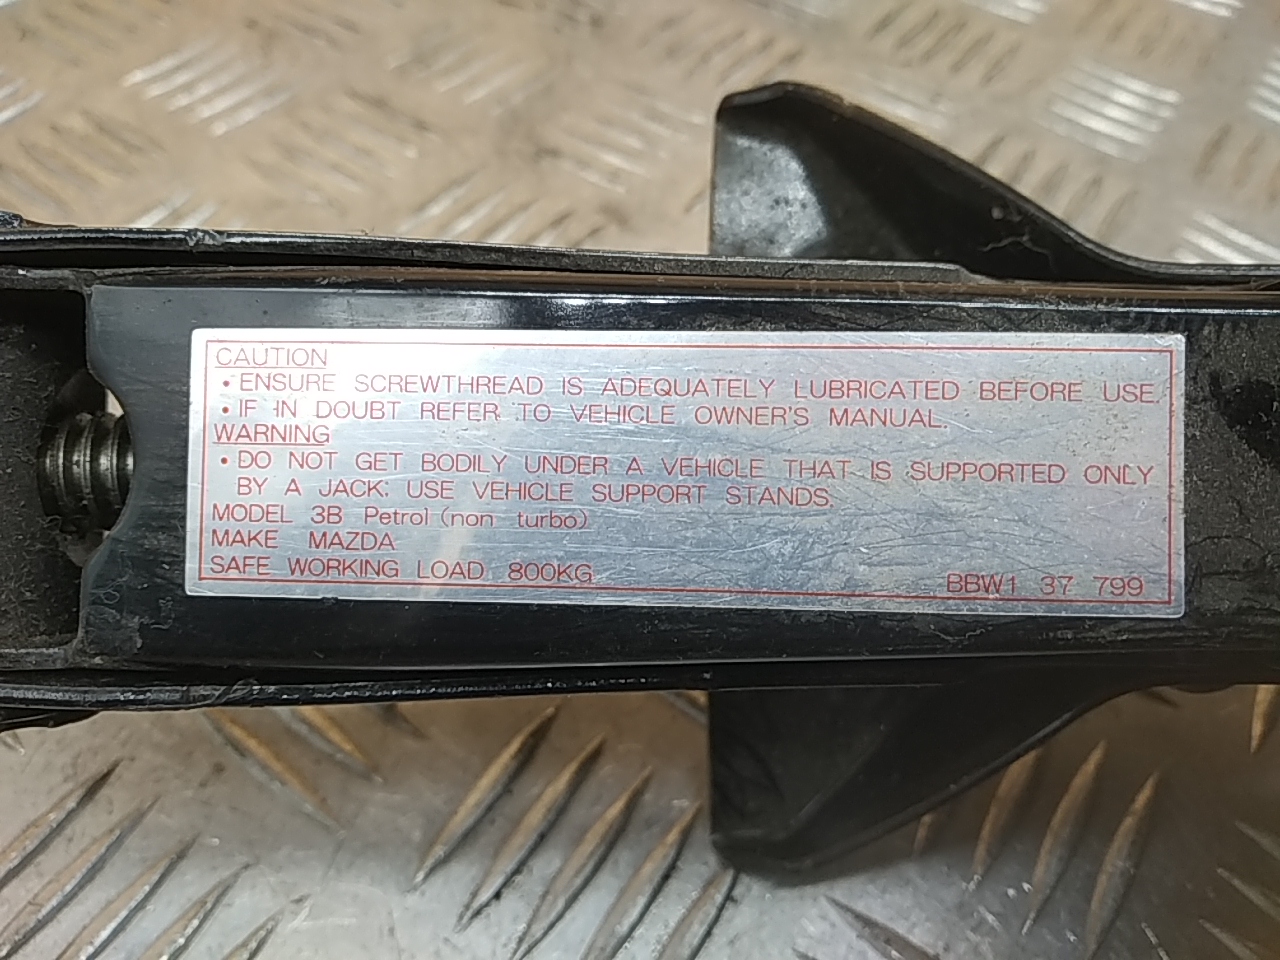 CAUTION
• ENSURE SCREWTHREAD IS ADEQUATELY LUBRICATED BEFORE USE.
• IF IN DOUBT REFER TO VEHICLE OWNER'S MANUAL.
WARNING
• DO NOT GET BODILY UNDER A VEHICLE THAT IS SUPPORTED ONLY
BY A JACK. USE VEHICLE SUPPORT STANDS.
MODEL 3B Petrol (non turbo)
MAKE MAZDA
SAFE WORKING LOAD 800KG BBW1 37 799